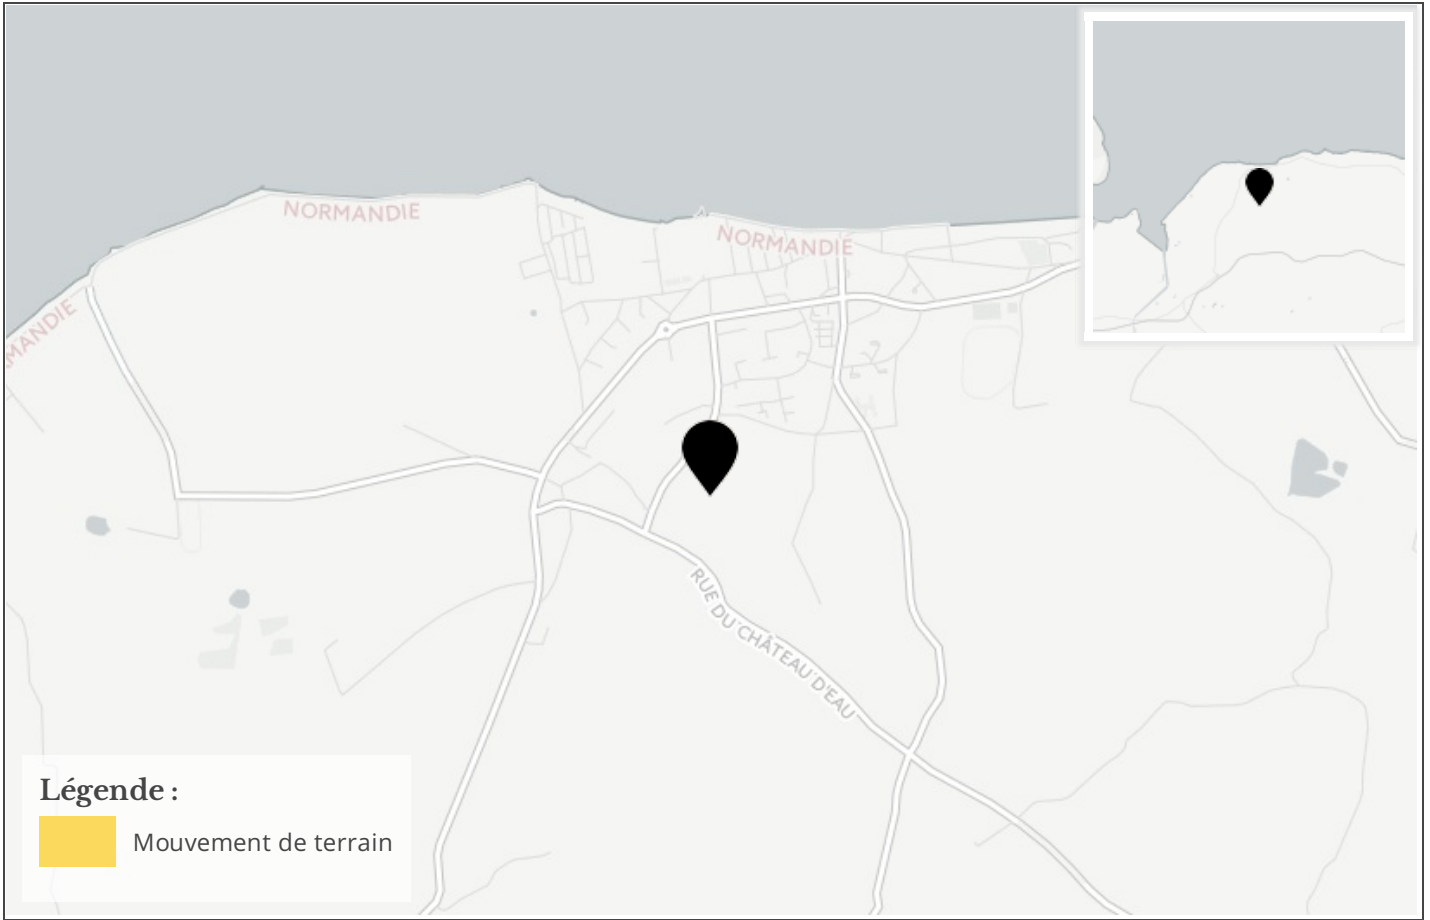 NORMANDIE
NORMANDIE
MANDIE
RUE DU CHÂTEAU D'EAU
Légende :
Mouvement de terrain